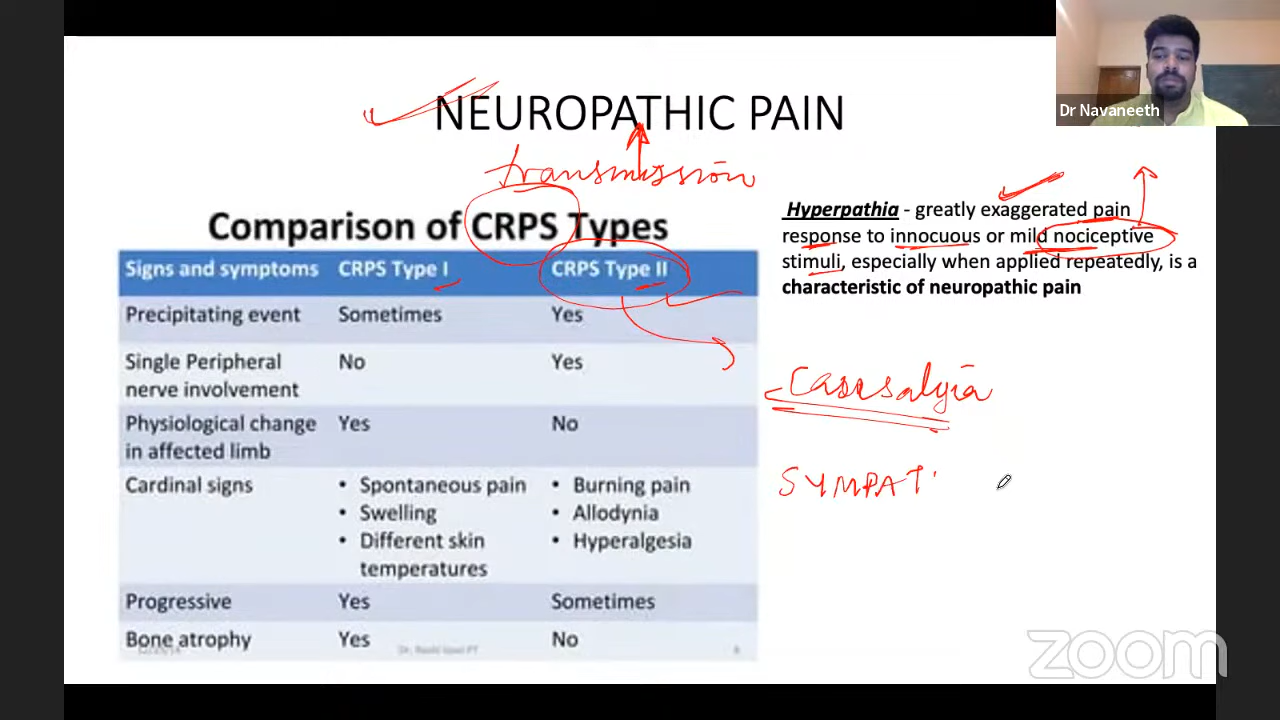 Dr Navaneeth
NEUROPATHIC PAIN
transmission
Hyperpathia - greatly exaggerated pain
response to innocuous or mild nociceptive
stimuli, especially when applied repeatedly, is a
characteristic of neuropathic pain
Comparison of CRPS Types
Signs and symptoms CRPS Type I CRPS Type II
Precipitating event Sometimes Yes
Single Peripheral No Yes
nerve involvement
Physiological change Yes No
in affected limb
Cardinal signs • Spontaneous pain • Burning pain
• Swelling • Allodynia
• Different skin • Hyperalgesia
temperatures
Progressive Yes Sometimes
Bone atrophy Yes No
SYMPAT
zoom